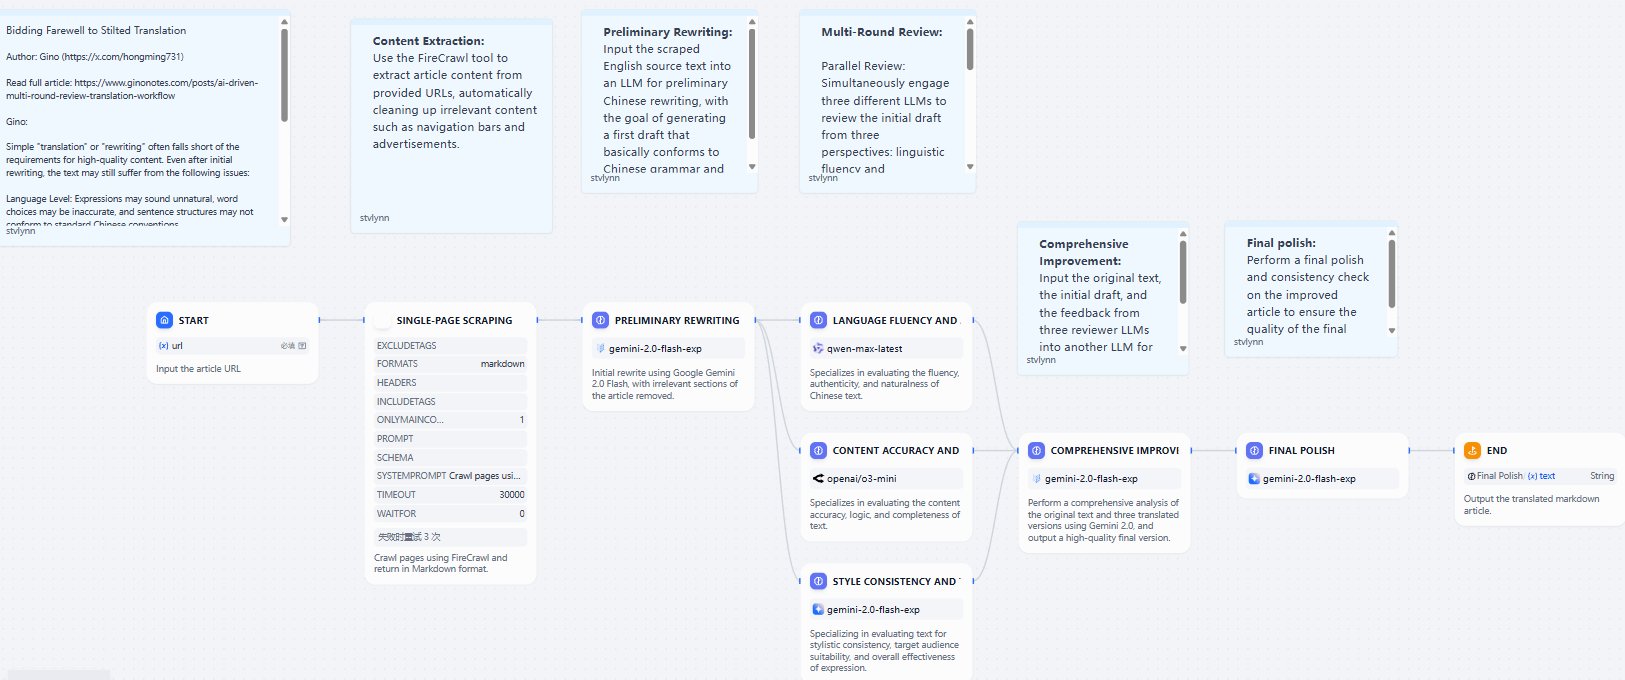 Bidding Farewell to Stilted Translation
Author: Gino (https://x.com/hongming731)
Read full article: https://www.ginonotes.com/posts/ai-driven-
multi-round-review-translation-workflow
Gino:
Simple "translation" or "rewriting" often falls short of the
requirements for high-quality content. Even after initial
rewriting, the text may still suffer from the following issues:
Language Level: Expressions may sound unnatural, word
choices may be inaccurate, and sentence structures may not
conform to standard Chinese conventions
stvlynn
Content Extraction:
Use the FireCrawl tool to
extract article content from
provided URLs, automatically
cleaning up irrelevant content
such as navigation bars and
advertisements.
stvlynn
Preliminary Rewriting:
Input the scraped
English source text into
an LLM for preliminary
Chinese rewriting, with
the goal of generating
a first draft that
basically conforms to
Chinese grammar and
stvlynn
Multi-Round Review:
Parallel Review:
Simultaneously engage
three different LLMs to
review the initial draft
from three
perspectives: linguistic
fluency and
stvlynn
Comprehensive
Improvement:
Input the original text,
the initial draft, and
the feedback from
three reviewer LLMs
into another LLM for
stvlynn
Final polish:
Perform a final polish
and consistency check
on the improved
article to ensure the
quality of the final
stvlynn
START
{x} url
必填
Input the article URL
SINGLE-PAGE SCRAPING
EXCLUDETAGS
FORMATS markdown
HEADERS
INCLUDETAGS
ONLYMAINCO... 1
PROMPT
SCHEMA
SYSTEMPROMPT Crawl pages usi...
TIMEOUT 30000
WAITFOR 0
失败时重试 3 次
Crawl pages using FireCrawl and
return in Markdown format.
PRELIMINARY REWRITING
gemini-2.0-flash-exp
Initial rewrite using Google Gemini
2.0 Flash, with irrelevant sections of
the article removed.
LANGUAGE FLUENCY AND
qwen-max-latest
Specializes in evaluating the fluency,
authenticity, and naturalness of
Chinese text.
CONTENT ACCURACY AND
openai/o3-mini
Specializes in evaluating the content
accuracy, logic, and completeness of
text.
STYLE CONSISTENCY AND
gemini-2.0-flash-exp
Specializing in evaluating text for
stylistic consistency, target audience
suitability, and overall effectiveness
of expression.
COMPREHENSIVE IMPROVI
gemini-2.0-flash-exp
Perform a comprehensive analysis of
the original text and three translated
versions using Gemini 2.0, and
output a high-quality final version.
FINAL POLISH
gemini-2.0-flash-exp
END
Final Polish {x} text String
Output the translated markdown
article.